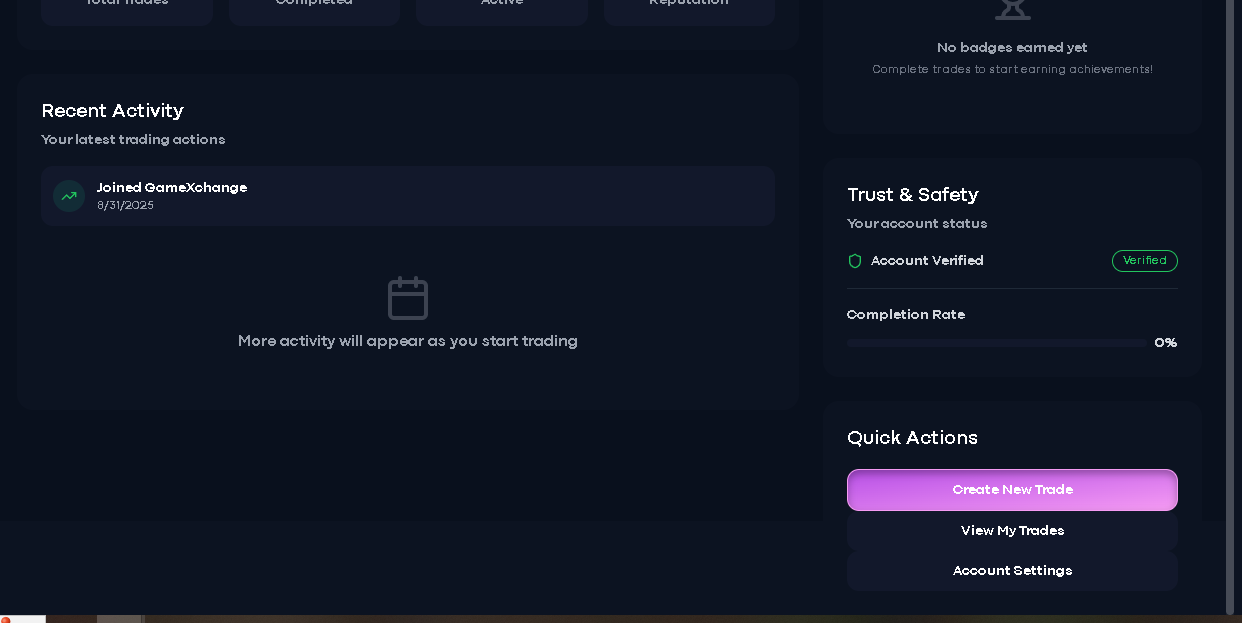 Total Trades
Completed
Active
Reputation
Recent Activity
Your latest trading actions
Joined GameXchange
8/31/2025
More activity will appear as you start trading
No badges earned yet
Complete trades to start earning achievements!
Trust & Safety
Your account status
Account Verified
Verified
Completion Rate
0%
Quick Actions
Create New Trade
View My Trades
Account Settings